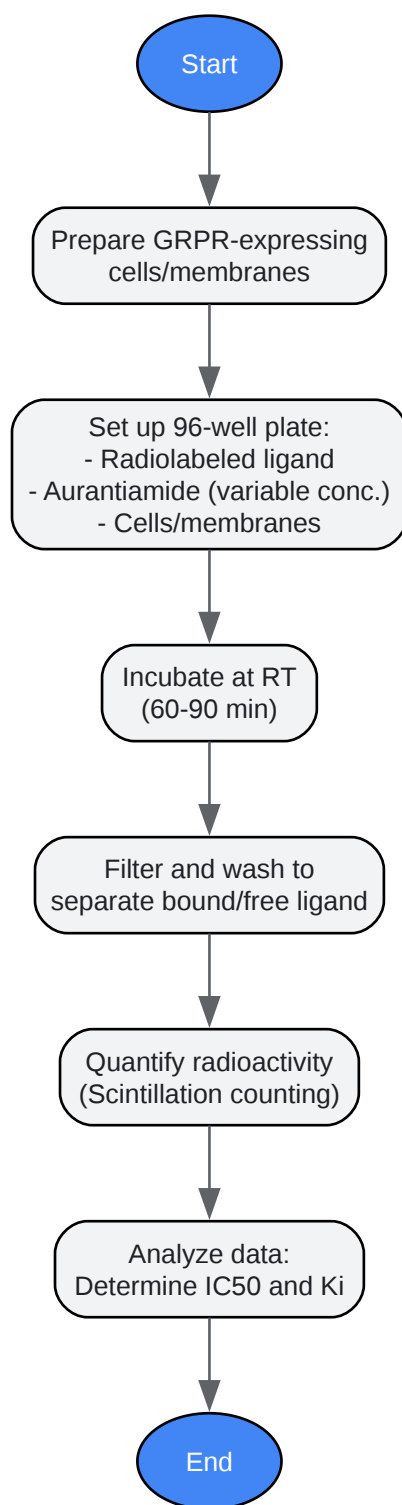 Start
Prepare GRPR-expressing
cells/membranes
Set up 96-well plate:
- Radiolabeled ligand
- Aurantiamide (variable conc.)
- Cells/membranes
Incubate at RT
(60-90 min)
Filter and wash to
separate bound/free ligand
Quantify radioactivity
(Scintillation counting)
Analyze data:
Determine IC50 and Ki
End